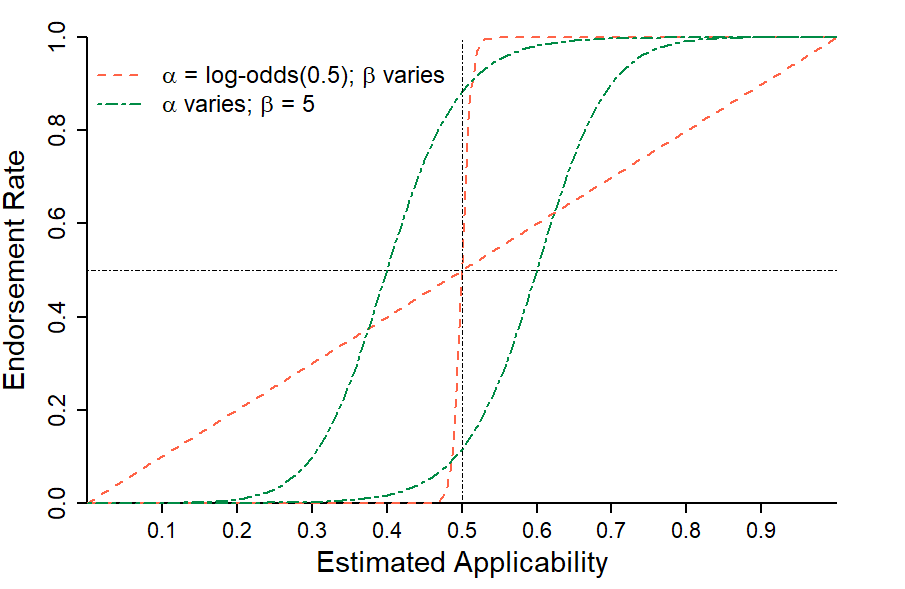 α = log-odds(0.5); β varies
α varies; β = 5
Endorsement Rate
1.0
0.8
0.6
0.4
0.2
0.0
0.1 0.2 0.3 0.4 0.5 0.6 0.7 0.8 0.9
Estimated Applicability